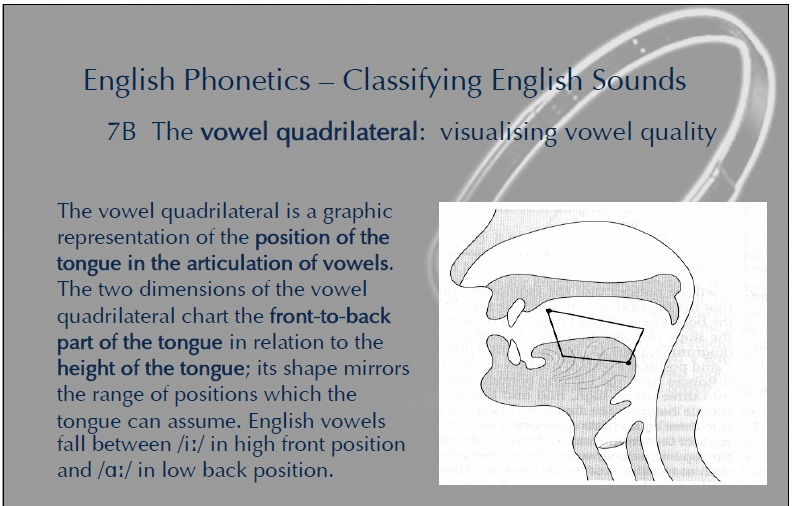 English Phonetics – Classifying English Sounds
7B The vowel quadrilateral: visualising vowel quality
The vowel quadrilateral is a graphic
representation of the position of the
tongue in the articulation of vowels.
The two dimensions of the vowel
quadrilateral chart the front-to-back
part of the tongue in relation to the
height of the tongue; its shape mirrors
the range of positions which the
tongue can assume. English vowels
fall between /iː/ in high front position
and /ɑː/ in low back position.